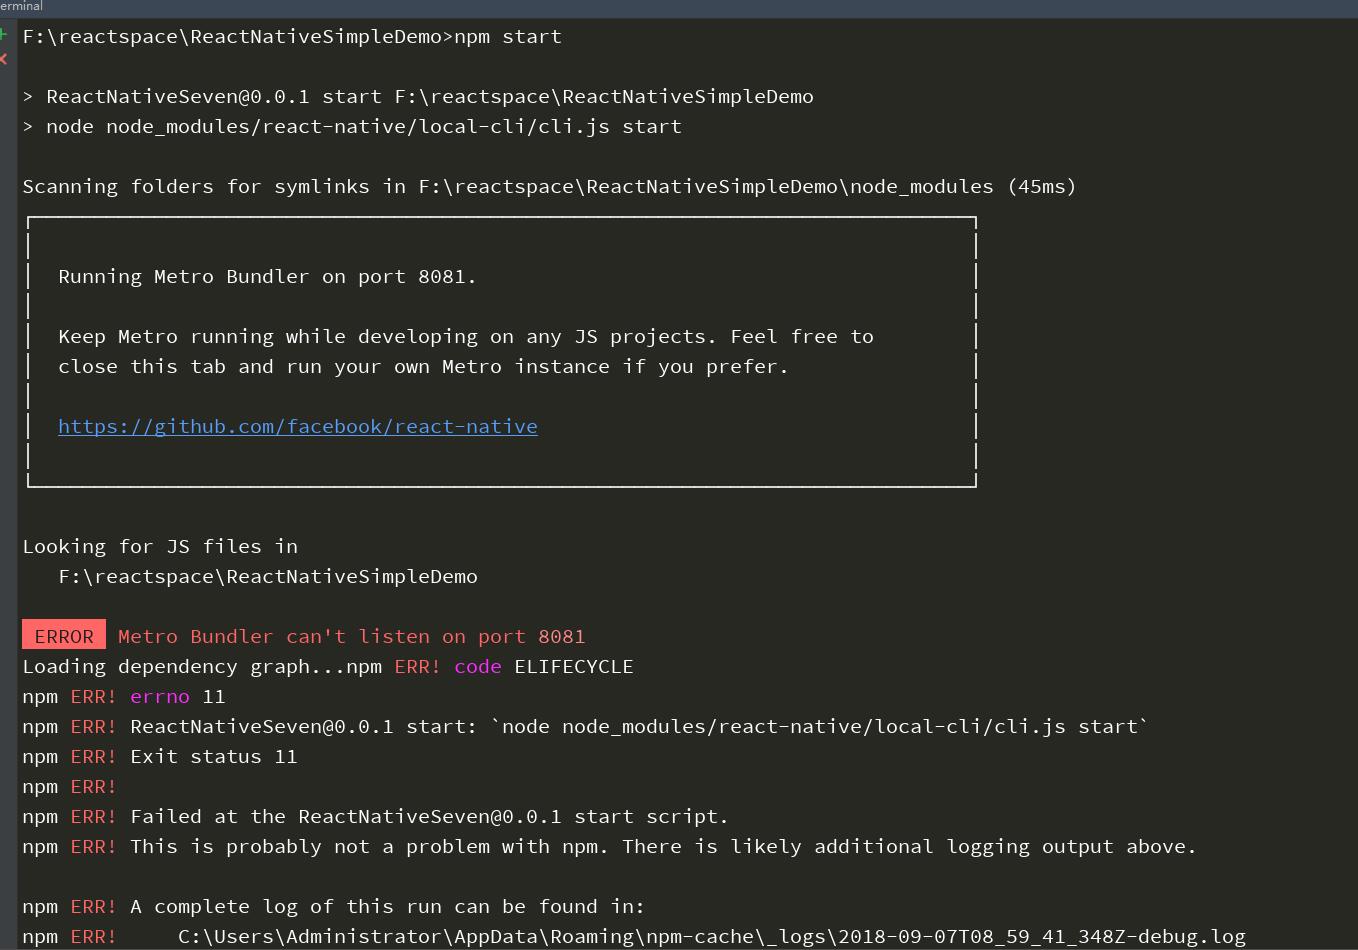 erminal
F:\reactspace\ReactNativeSimpleDemo>npm start
> ReactNativeSeven@0.0.1 start F:\reactspace\ReactNativeSimpleDemo
> node node_modules/react-native/local-cli/cli.js start
Scanning folders for symlinks in F:\reactspace\ReactNativeSimpleDemo\node_modules (45ms)
Running Metro Bundler on port 8081.
Keep Metro running while developing on any JS projects. Feel free to
close this tab and run your own Metro instance if you prefer.
https://github.com/facebook/react-native
Looking for JS files in
F:\reactspace\ReactNativeSimpleDemo
ERROR Metro Bundler can't listen on port 8081
Loading dependency graph...npm ERR! code ELIFECYCLE
npm ERR! errno 11
npm ERR! ReactNativeSeven@0.0.1 start: `node node_modules/react-native/local-cli/cli.js start`
npm ERR! Exit status 11
npm ERR!
npm ERR! Failed at the ReactNativeSeven@0.0.1 start script.
npm ERR! This is probably not a problem with npm. There is likely additional logging output above.
npm ERR! A complete log of this run can be found in:
npm ERR! C:\Users\Administrator\AppData\Roaming\npm-cache\_logs\2018-09-07T08_59_41_348Z-debug.log